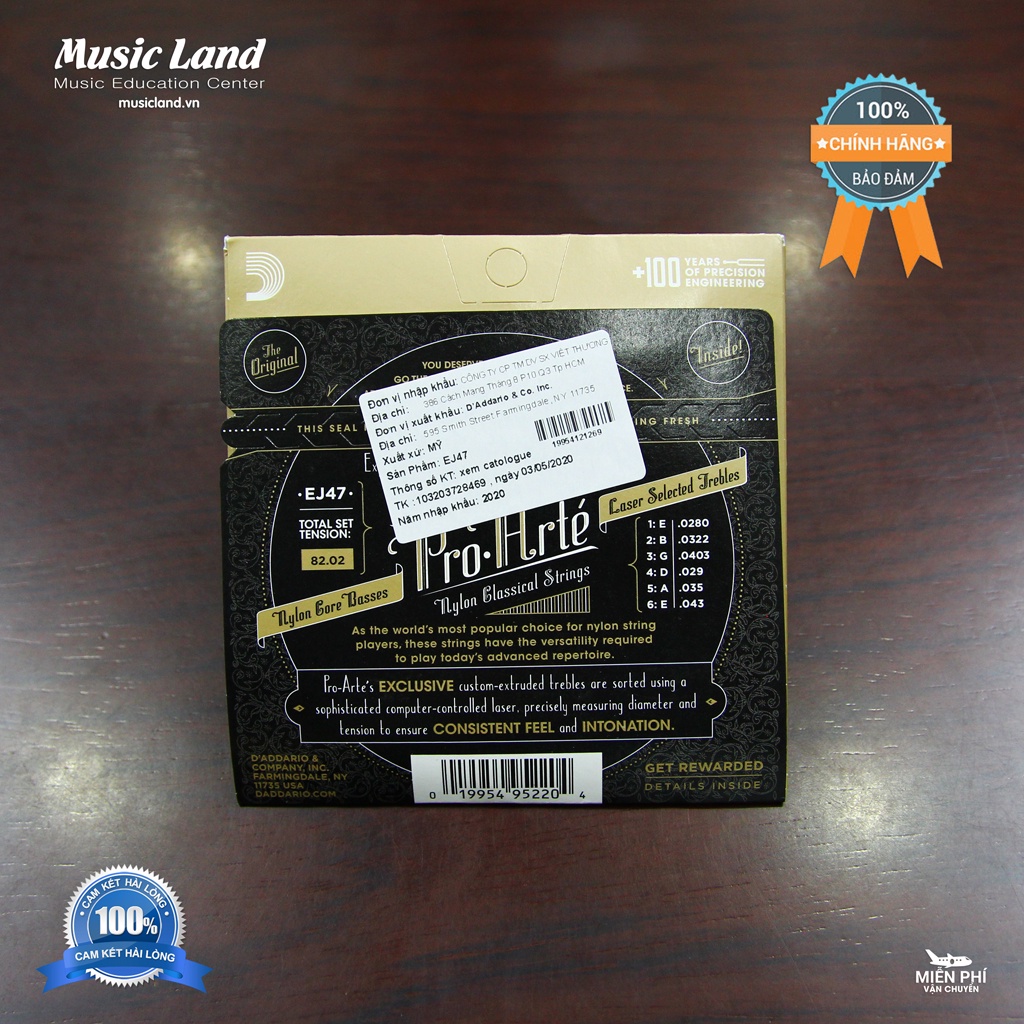 Music Land
Music Education Center
musicland.vn
100%
CHÍNH HÃNG
BẢO ĐẢM
+100 YEARS
OF PRECISION
ENGINEERING
The
Original
Inside!
YOU DESERVE
GO TH
CE.
THIS SEAL
ING FRESH
Đơn vị nhập khẩu: CÔNG TY CP TM DV SX VIỆT THƯƠNG
Địa chỉ: 386 Cách Mạng Tháng 8 P10 Q3 Tp.HCM
Đơn vị xuất khẩu: D'Addario & Co. Inc.
Địa chỉ: 595 Smith Street Farmingdale, NY 11735
Xuất xứ: MỸ
Sản Phẩm: EJ47
Thông số KT: xem catologue
TK :103203728469 , ngày 03/05/2020
Năm nhập khẩu: 2020
19954121269
·EJ47·
TOTAL SET
TENSION:
82.02
Laser Selected Trebles
1: E .0280
2: B .0322
3: G .0403
4: D .029
5: A .035
6: E .043
Pro·Arté
Nylon Core Basses
Nylon Classical Strings
As the world's most popular choice for nylon string
players, these strings have the versatility required
to play today's advanced repertoire.
Pro-Arte's EXCLUSIVE custom-extruded trebles are sorted using a
sophisticated computer-controlled laser, precisely measuring diameter and
tension to ensure CONSISTENT FEEL and INTONATION.
D'ADDARIO &
COMPANY, INC.
FARMINGDALE, NY
11735 USA
DADDARIO.COM
0 19954 95220 4
GET REWARDED
DETAILS INSIDE
CAM KẾT HÀI LÒNG
100%
CAM KẾT HÀI LÒNG
MIỄN PHÍ
VẬN CHUYỂN